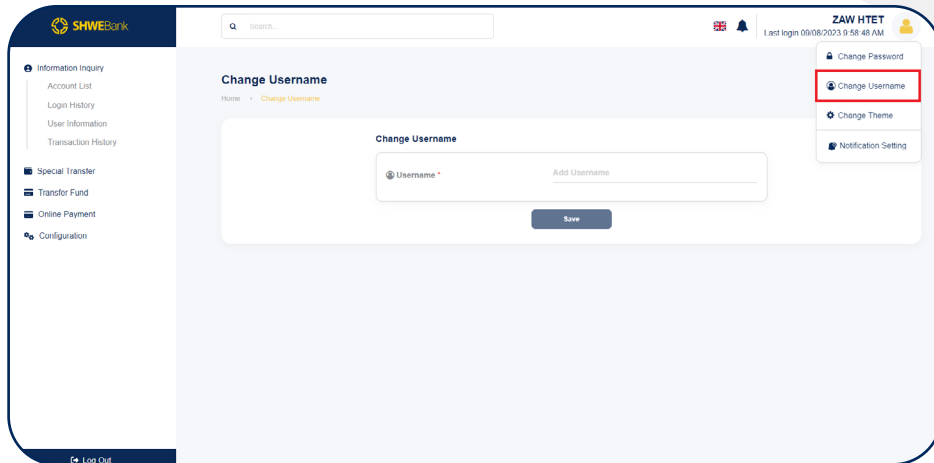 SHWEBank
Search...
ZAW HTET
Last login 09/08/2023 9:58:48 AM
Change Password
Change Username
Change Theme
Notification Setting
Information Inquiry
Account List
Login History
User Information
Transaction History
Special Transfer
Transfer Fund
Online Payment
Configuration
Change Username
Home › Change Username
Change Username
Username *
Add Username
Save
Log Out